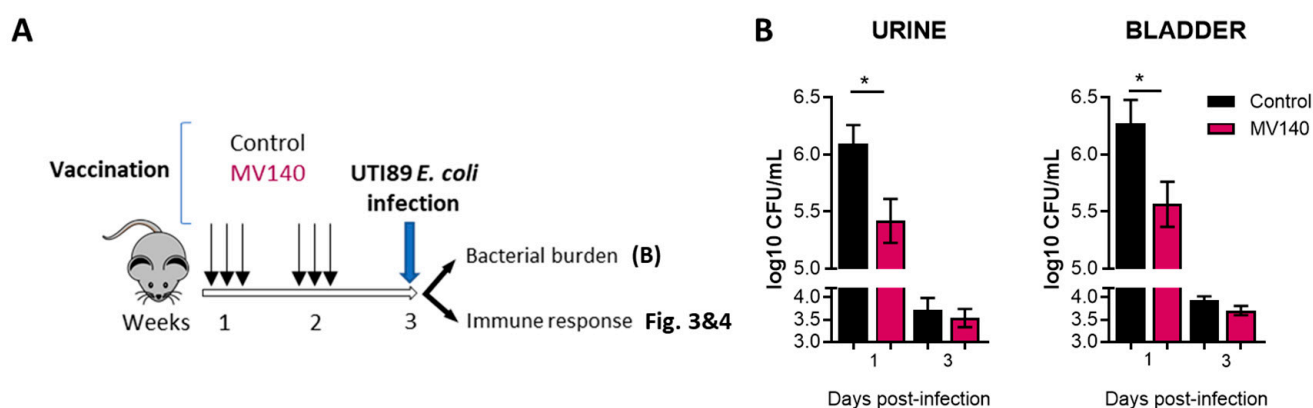 A
Vaccination
Control
MV140
UTI89 E. coli
infection
Bacterial burden (B)
Immune response Fig. 3&4
Weeks 1 2 3
B
URINE
*
log10 CFU/mL
6.5
6.0
5.5
5.0
4.0
3.5
3.0
1 3
Days post-infection
BLADDER
*
log10 CFU/mL
6.5
6.0
5.5
5.0
4.0
3.5
3.0
1 3
Days post-infection
Control
MV140